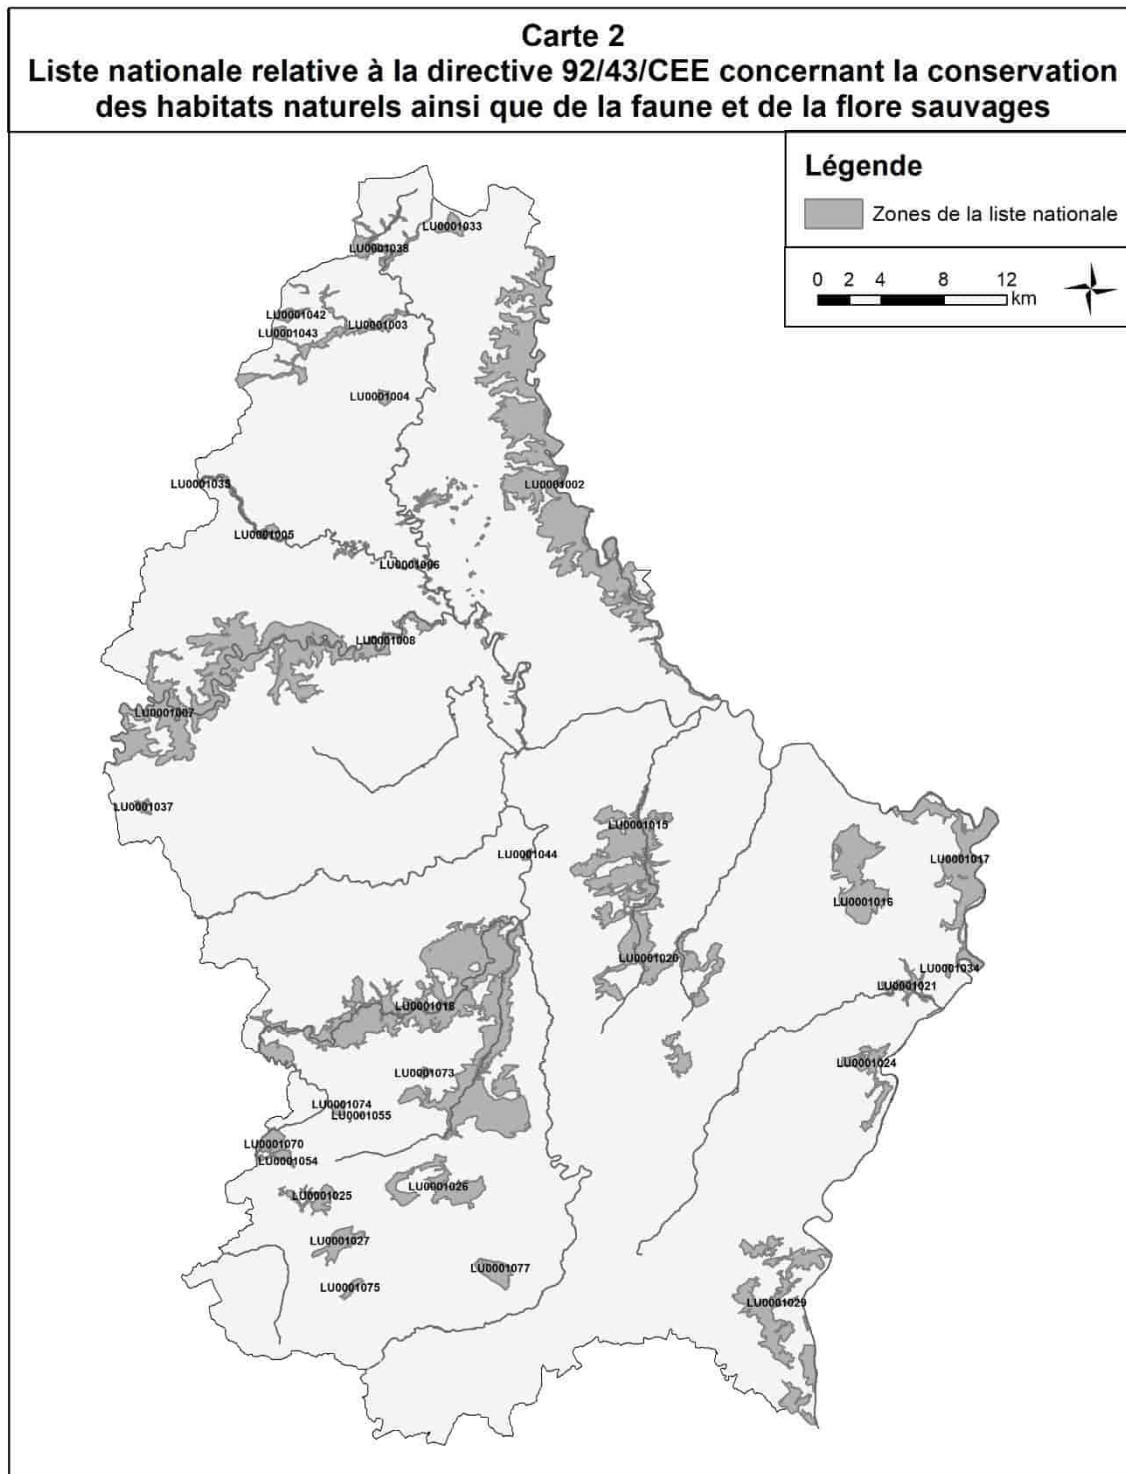 Carte 2
Liste nationale relative à la directive 92/43/CEE concernant la conservation
des habitats naturels ainsi que de la faune et de la flore sauvages
Légende
Zones de la liste nationale
0 2 4 8 12
km
LU0001033
LU0001038
LU0001042
LU0001003
LU0001043
LU0001004
LU0001035
LU0001002
LU0001005
LU0001006
LU0001008
LU0001007
LU0001037
LU0001015
LU0001044
LU0001017
LU0001016
LU0001020
LU0001034
LU0001021
LU0001018
LU0001024
LU0001073
LU0001074
LU0001055
LU0001070
LU0001054
LU0001026
LU0001025
LU0001027
LU0001077
LU0001075
LU0001029